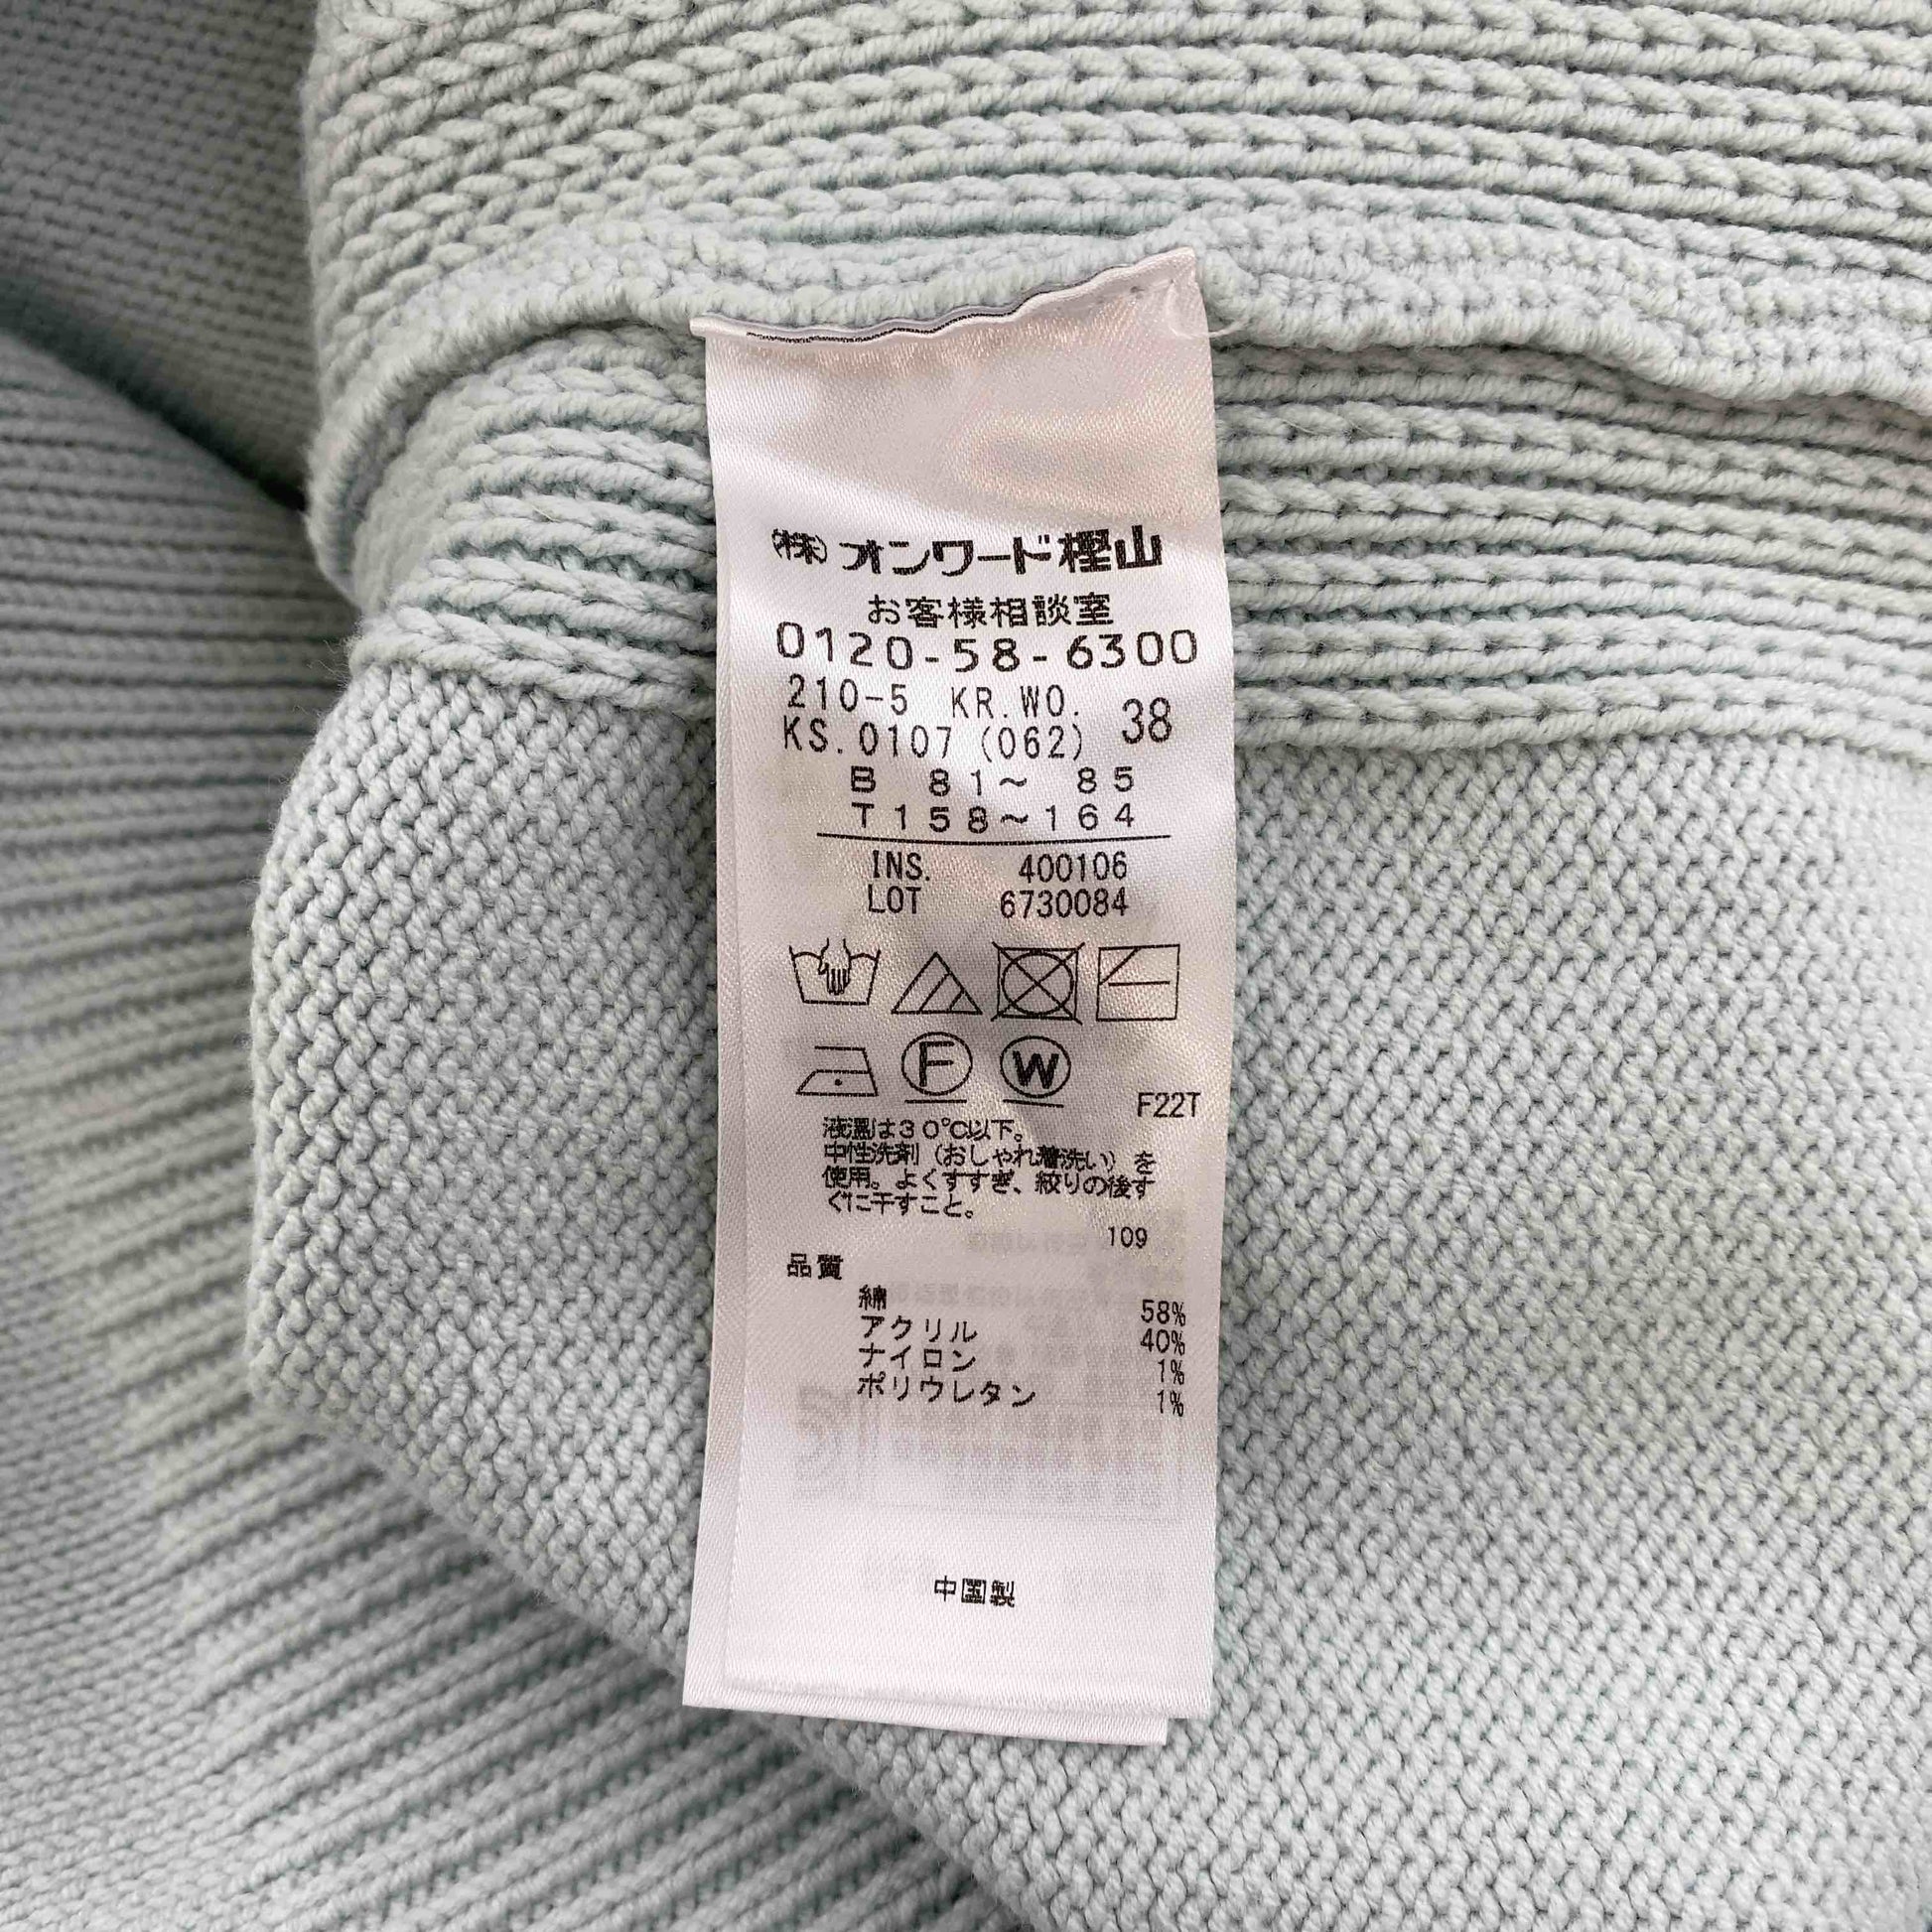 ㈱オンワード樫山
お客様相談室
0120-58-6300
210-5 KR.WO. 38
KS.0107 (062)
B 81〜 85
T 158〜164
INS. 400106
LOT 6730084
F W F22T
液温は30℃以下。
中性洗剤（おしゃれ着洗い）を
使用。よくすすぎ、絞りの後す
ぐに干すこと。
109
品質
綿 58%
アクリル 40%
ナイロン 1%
ポリウレタン 1%
中国製